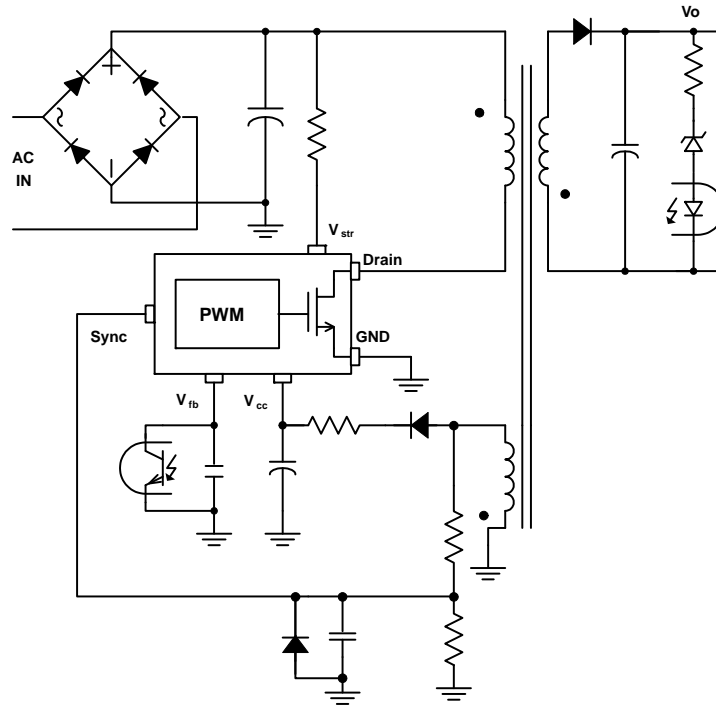 Vo
AC
IN
Vstr
Drain
PWM
Sync
GND
Vfb
Vcc